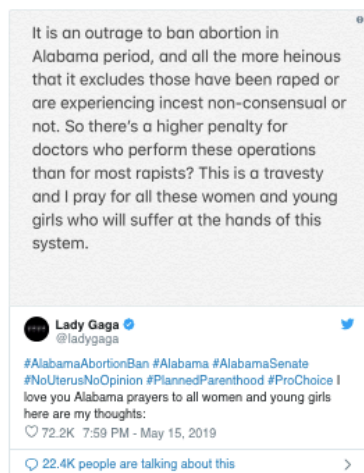 It is an outrage to ban abortion in
Alabama period, and all the more heinous
that it excludes those have been raped or
are experiencing incest non-consensual or
not. So there's a higher penalty for
doctors who perform these operations
than for most rapists? This is a travesty
and I pray for all these women and young
girls who will suffer at the hands of this
system.
Lady Gaga
@ladygaga
#AlabamaAbortionBan #Alabama #AlabamaSenate
#NoUterusNoOpinion #PlannedParenthood #ProChoice I
love you Alabama prayers to all women and young girls
here are my thoughts:
72.2K 7:59 PM - May 15, 2019
22.4K people are talking about this